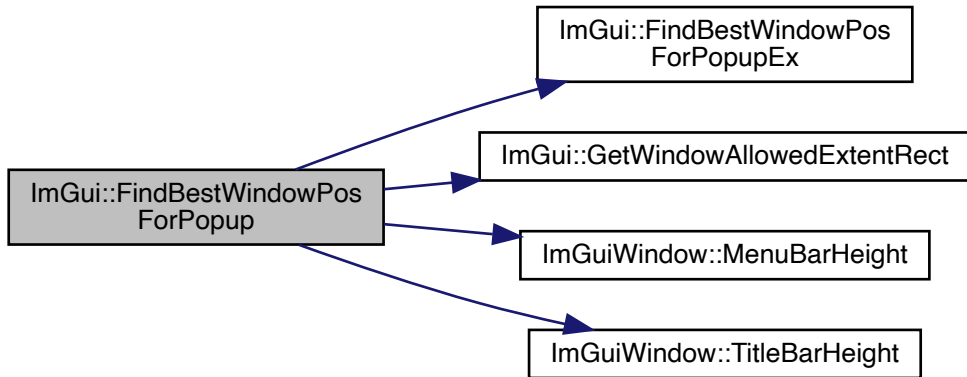 ImGui::FindBestWindowPos
ForPopup
ImGui::FindBestWindowPos
ForPopupEx
ImGui::GetWindowAllowedExtentRect
ImGuiWindow::MenuBarHeight
ImGuiWindow::TitleBarHeight